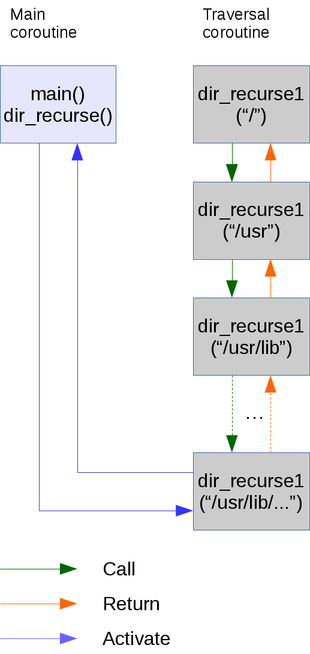 Main
coroutine
Traversal
coroutine
main()
dir_recurse()
dir_recurse1
(“/”)
dir_recurse1
(“/usr”)
dir_recurse1
(“/usr/lib”)
...
dir_recurse1
(“/usr/lib/...”)
Call
Return
Activate